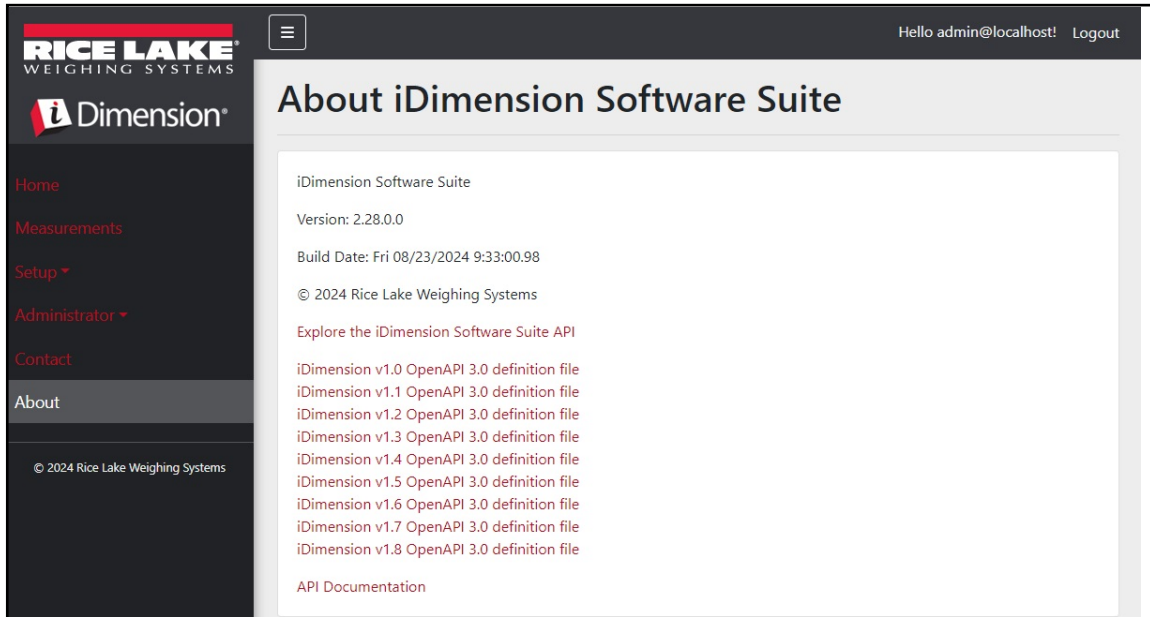 RICE LAKE®
WEIGHING SYSTEMS
i Dimension®
Home
Measurements
Setup
Administrator
Contact
About
© 2024 Rice Lake Weighing Systems
Hello admin@localhost! Logout
About iDimension Software Suite
iDimension Software Suite
Version: 2.28.0.0
Build Date: Fri 08/23/2024 9:33:00.98
© 2024 Rice Lake Weighing Systems
Explore the iDimension Software Suite API
iDimension v1.0 OpenAPI 3.0 definition file
iDimension v1.1 OpenAPI 3.0 definition file
iDimension v1.2 OpenAPI 3.0 definition file
iDimension v1.3 OpenAPI 3.0 definition file
iDimension v1.4 OpenAPI 3.0 definition file
iDimension v1.5 OpenAPI 3.0 definition file
iDimension v1.6 OpenAPI 3.0 definition file
iDimension v1.7 OpenAPI 3.0 definition file
iDimension v1.8 OpenAPI 3.0 definition file
API Documentation